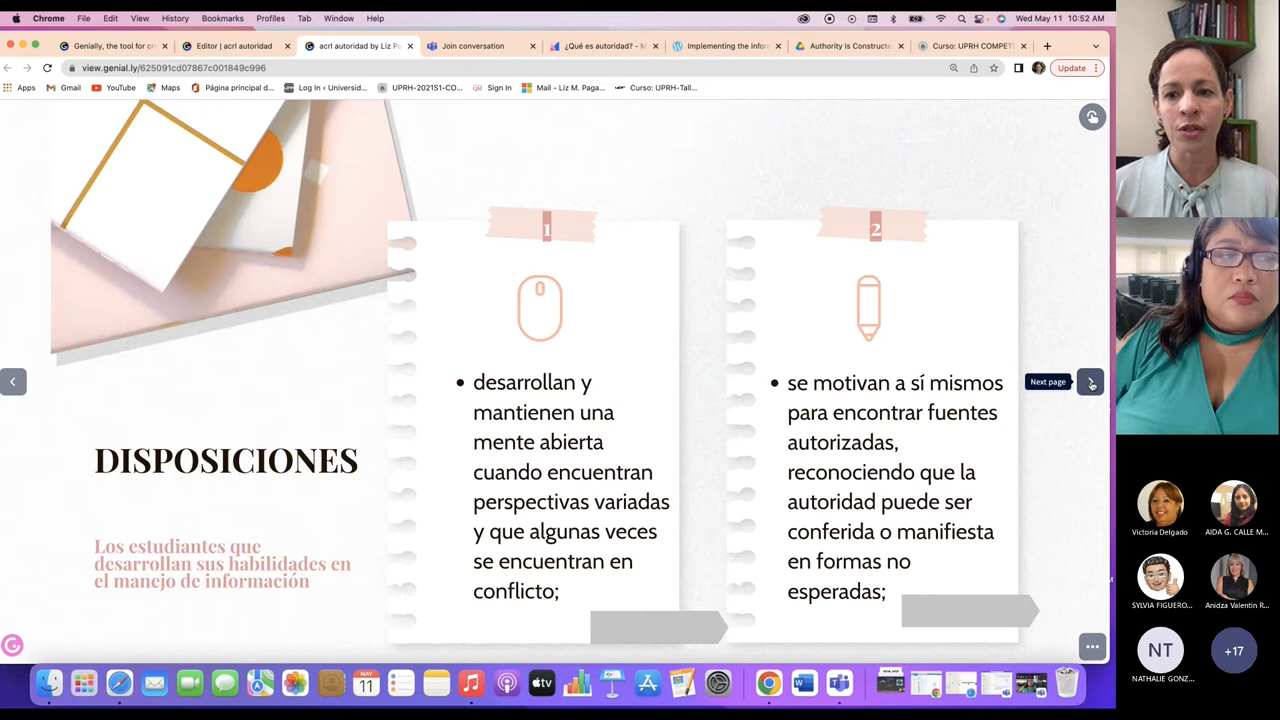 Chrome File Edit View History Bookmarks Profiles Tab Window Help
Wed May 11 10:52 AM
Genially, the tool for cr
Editor | acrl autoridad
acrl autoridad by Liz Pa
Join conversation
¿Qué es autoridad? - M
Implementing the Infor
Authority Is Constructe
Curso: UPRH COMPETE
view.genial.ly/625091cd07867c001849c996
Update
Apps
Gmail
YouTube
Maps
Página principal d...
Log In ‹ Universid...
UPRH-2021S1-CO...
Sign In
Mail - Liz M. Paga...
Curso: UPRH-Tall...
1
2
desarrollan y
mantienen una
mente abierta
cuando encuentran
perspectivas variadas
y que algunas veces
se encuentran en
conflicto;
se motivan a sí mismos
para encontrar fuentes
autorizadas,
reconociendo que la
autoridad puede ser
conferida o manifiesta
en formas no
esperadas;
Next page
DISPOSICIONES
Los estudiantes que
desarrollan sus habilidades en
el manejo de información
Victoria Delgado
AIDA G. CALLE M...
SYLVIA FIGUERO...
Anidza Valentin R...
NT
+17
NATHALIE GONZ...
MAY
11
tv